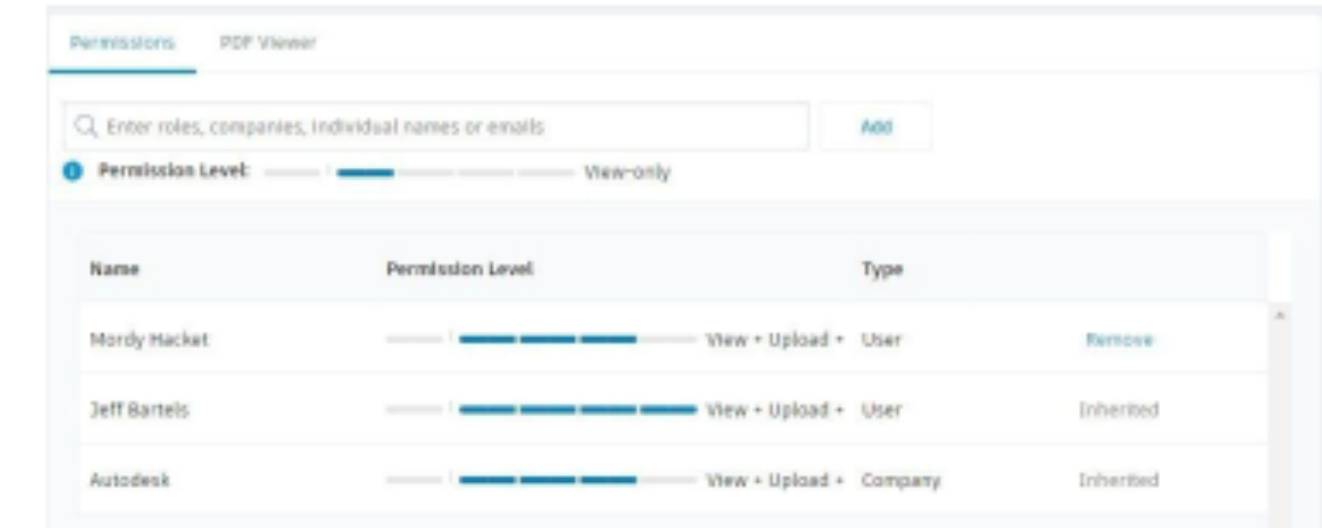 Permissions PDF Viewer
Enter roles, companies, individual names or emails Add
Permission Level: View-only
Name Permission Level Type
Mordy Hacket View + Upload + User Remove
Jeff Bartels View + Upload + User Inherited
Autodesk View + Upload + Company Inherited